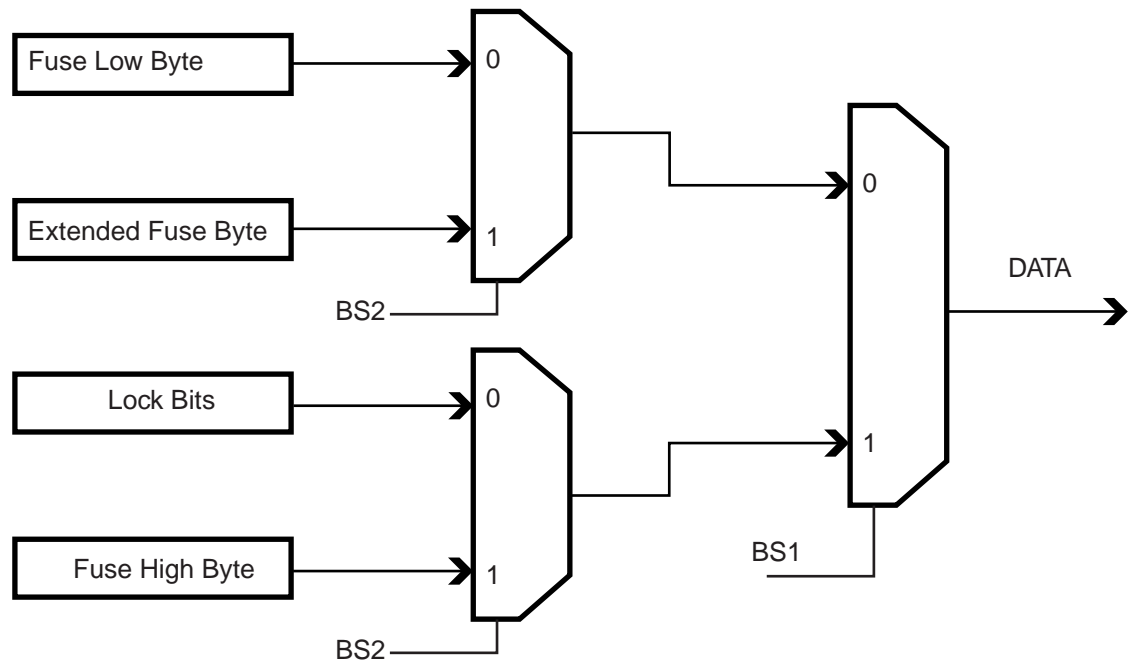 Fuse Low Byte
0
Extended Fuse Byte
1
BS2
Lock Bits
0
Fuse High Byte
1
BS2
0
1
BS1
DATA